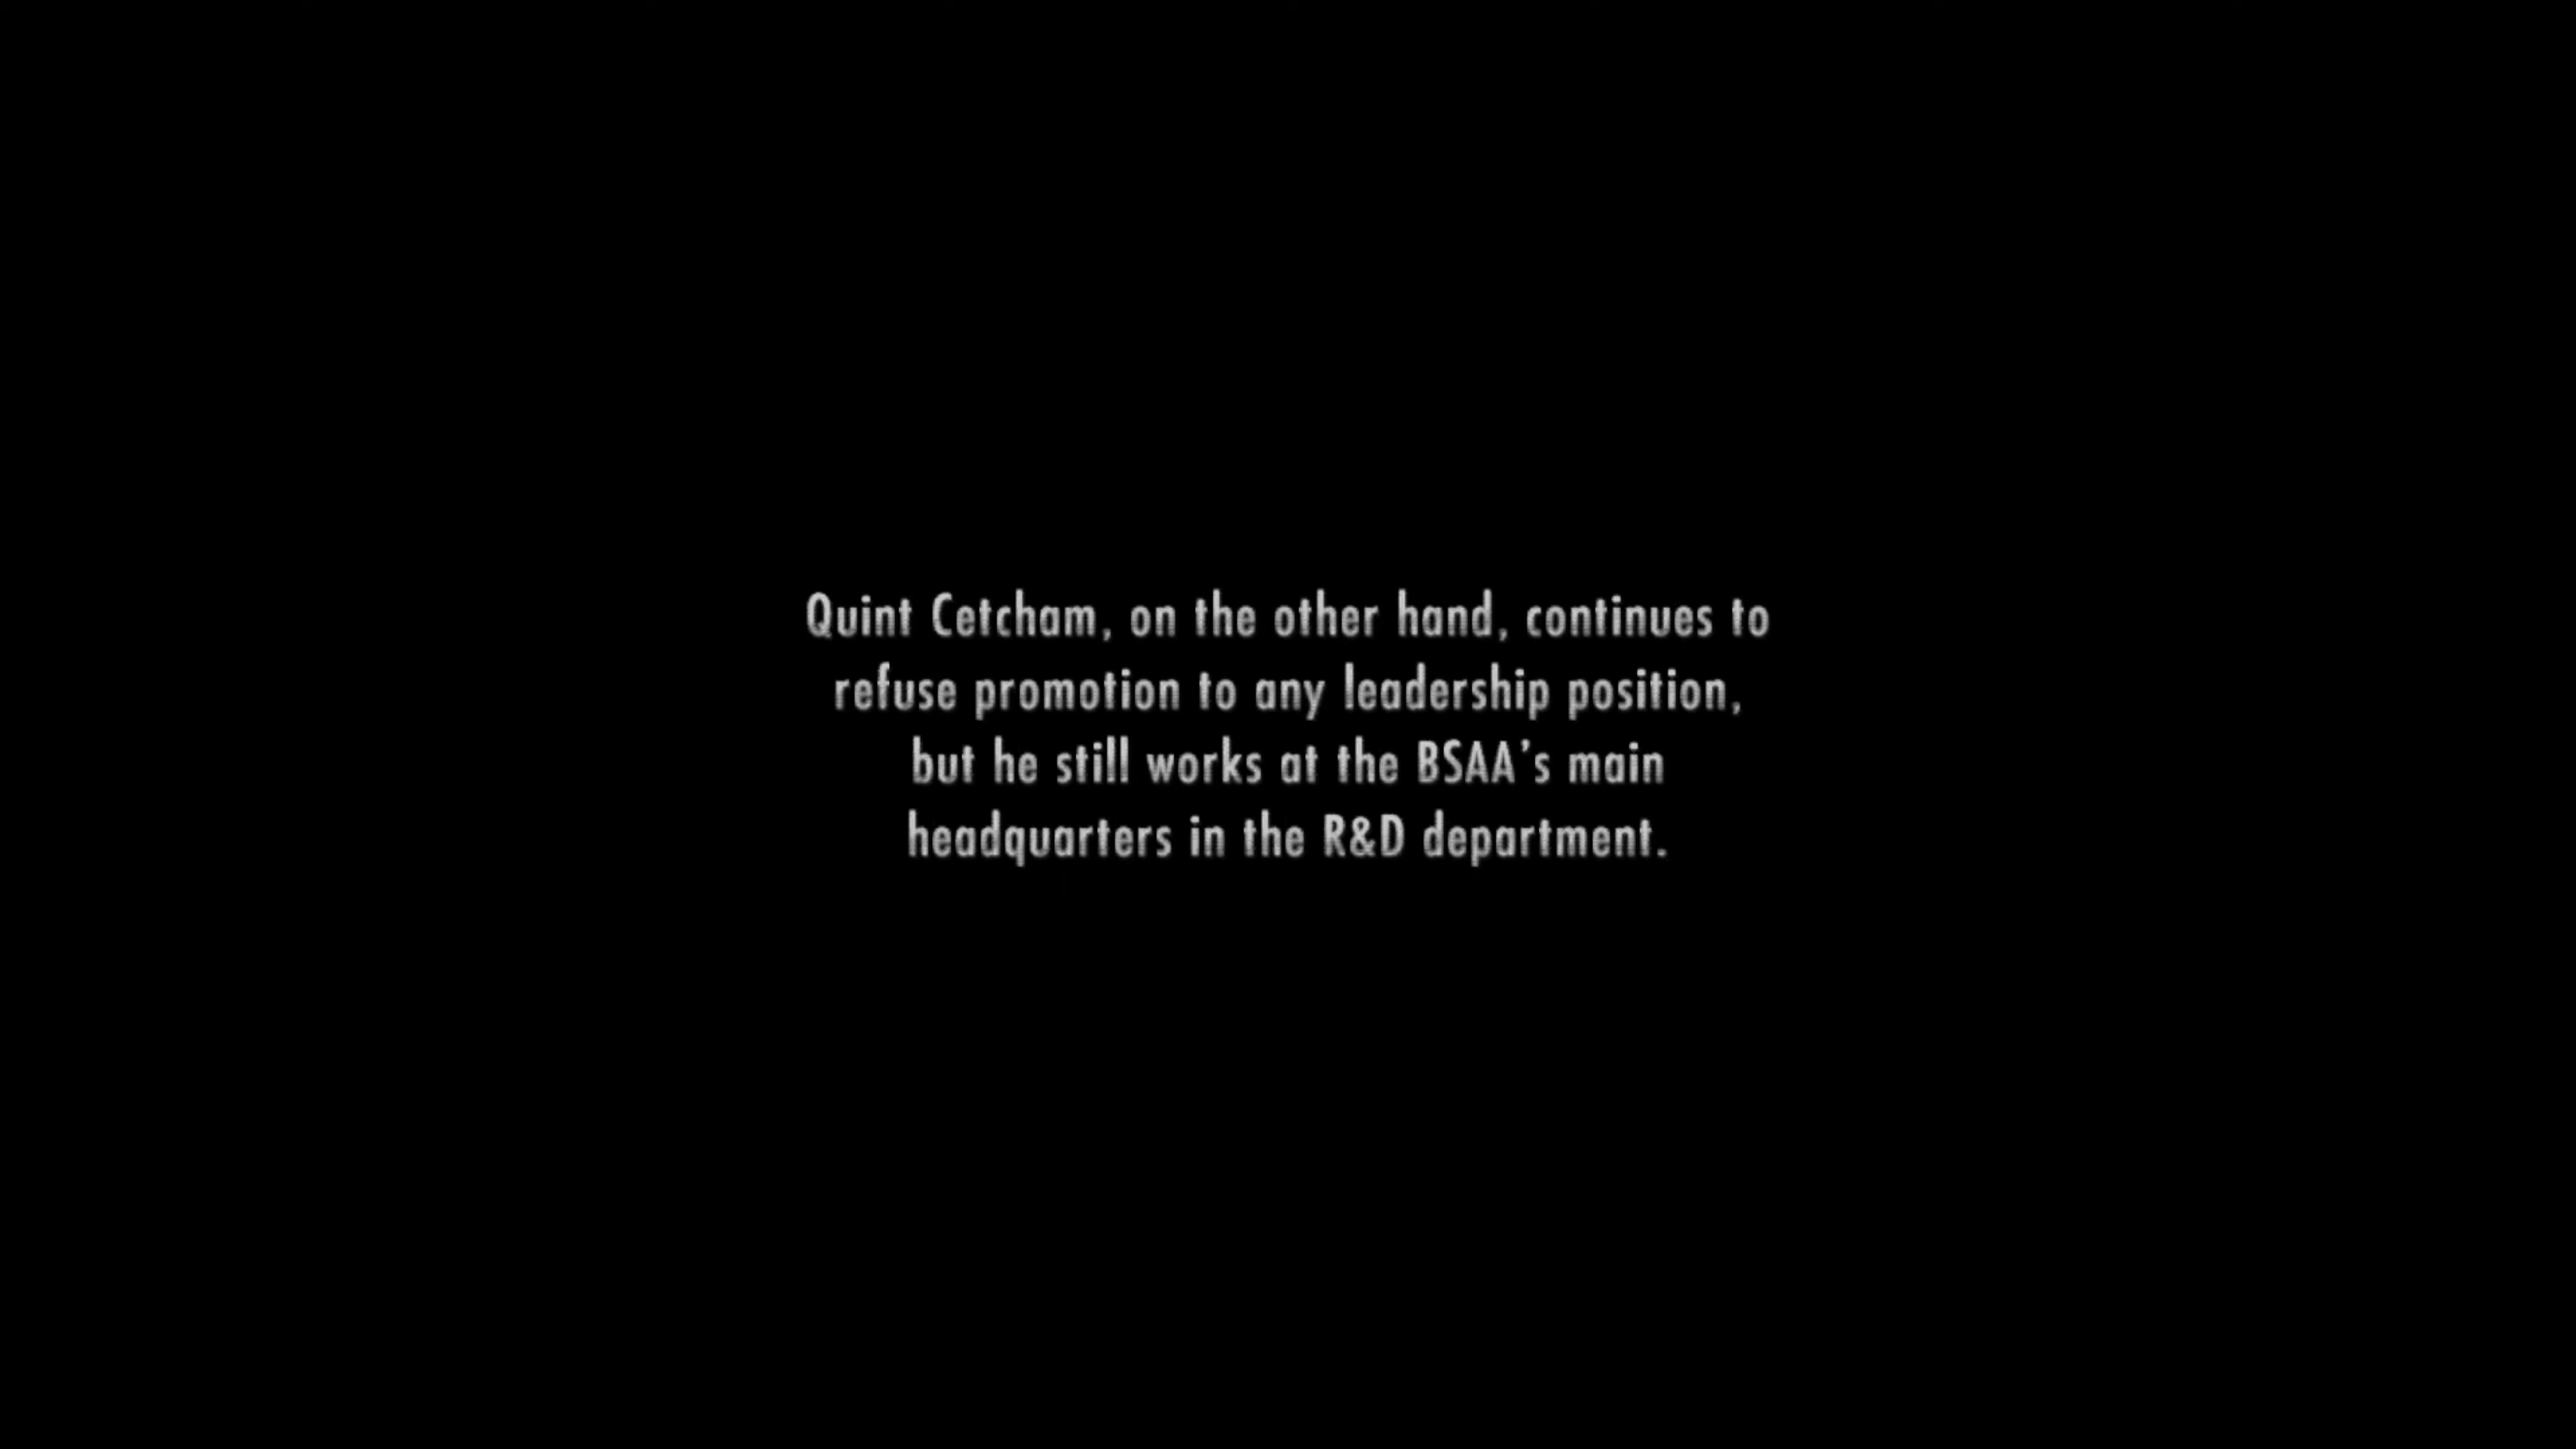 Quint Cetcham, on the other hand, continues to
refuse promotion to any leadership position,
but he still works at the BSAA's main
headquarters in the R&D department.